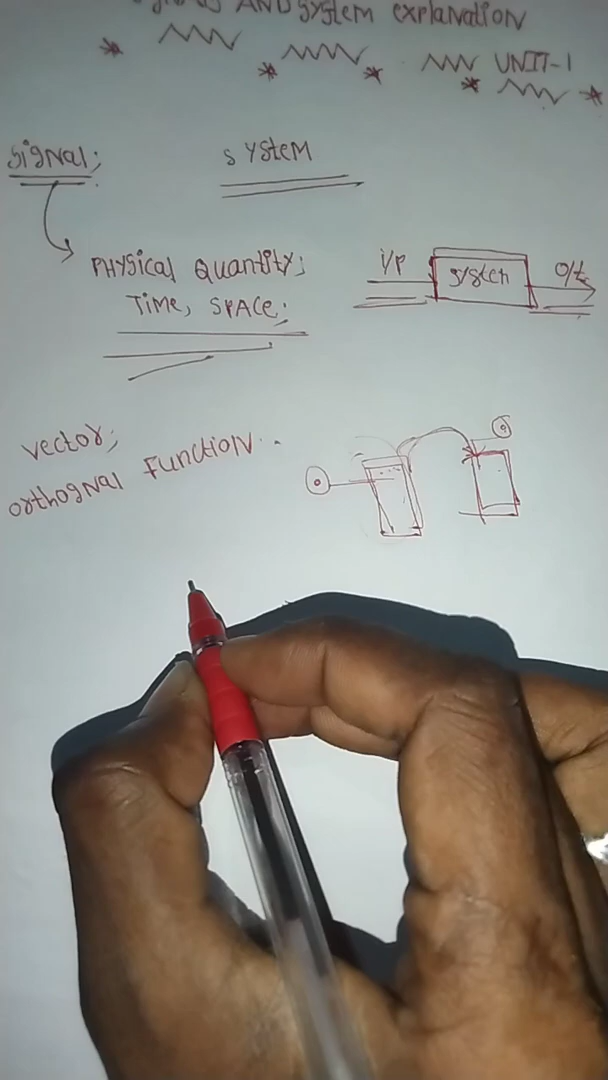 AND System explanation
UNIT-1
SigNAL;
SYSTEM
PHYSICAL QUANTITY;
TIME, SPACE;
i/p
System
Vector;
orthogNAL FUNCTION